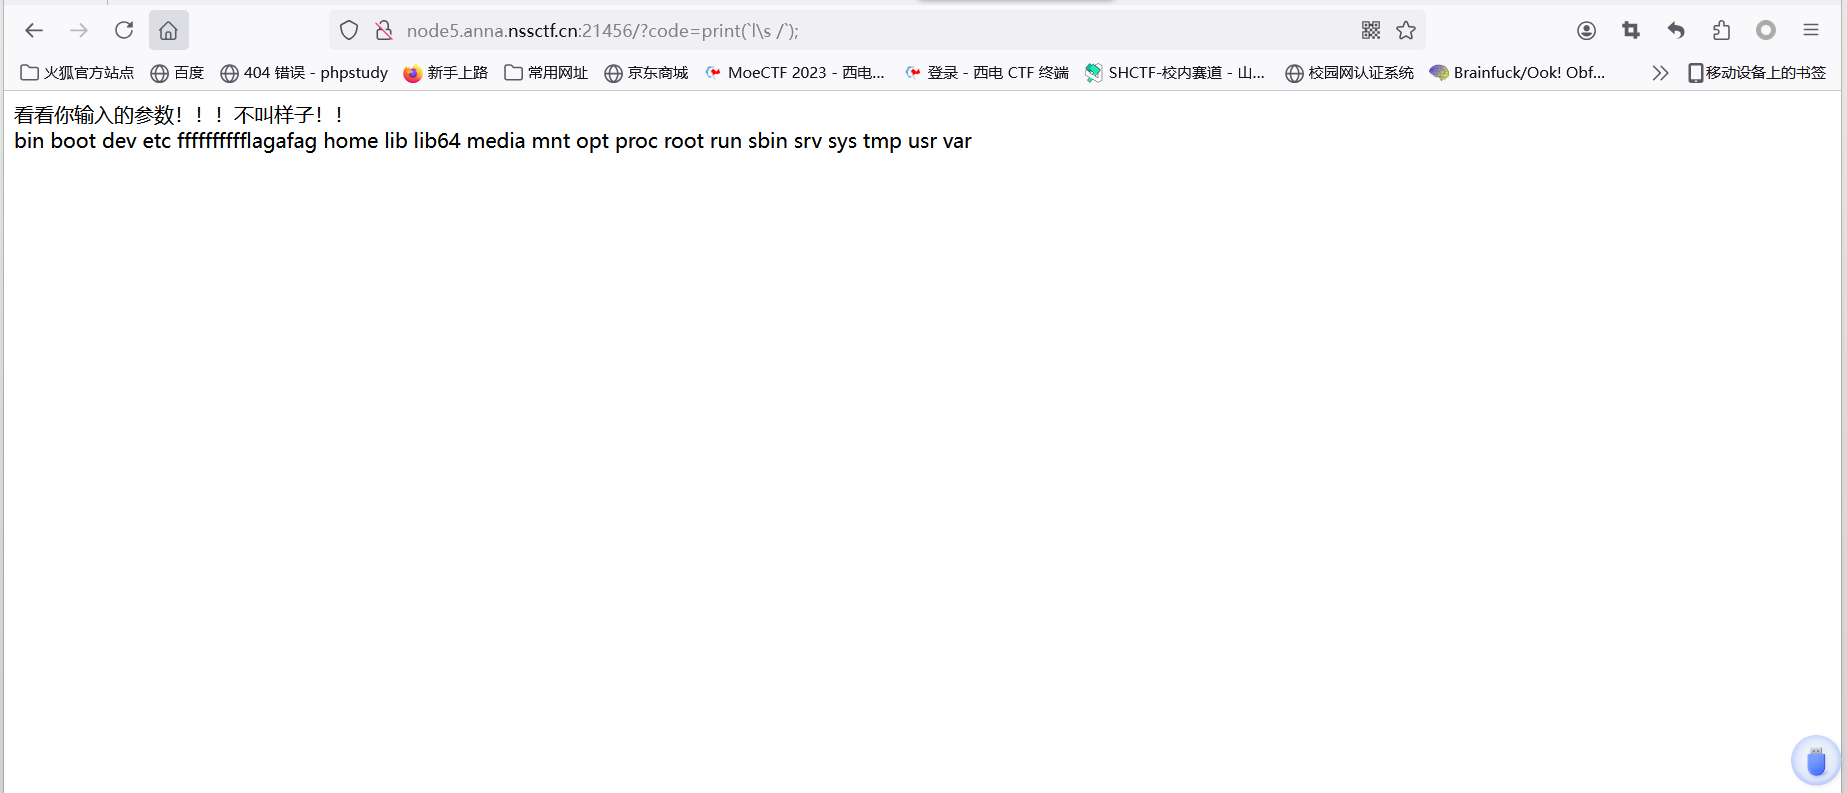 node5.anna.nssctf.cn:21456/?code=print(`l\s /`);
火狐官方站点 百度 404 错误 - phpstudy 新手上路 常用网址 京东商城 MoeCTF 2023 - 西电... 登录 - 西电 CTF 终端 SHCTF-校内赛道 - 山... 校园网认证系统 Brainfuck/Ook! Obf... 移动设备上的书签
看看你输入的参数！！！不叫样子！！
bin boot dev etc fffffffffflagafag home lib lib64 media mnt opt proc root run sbin srv sys tmp usr var